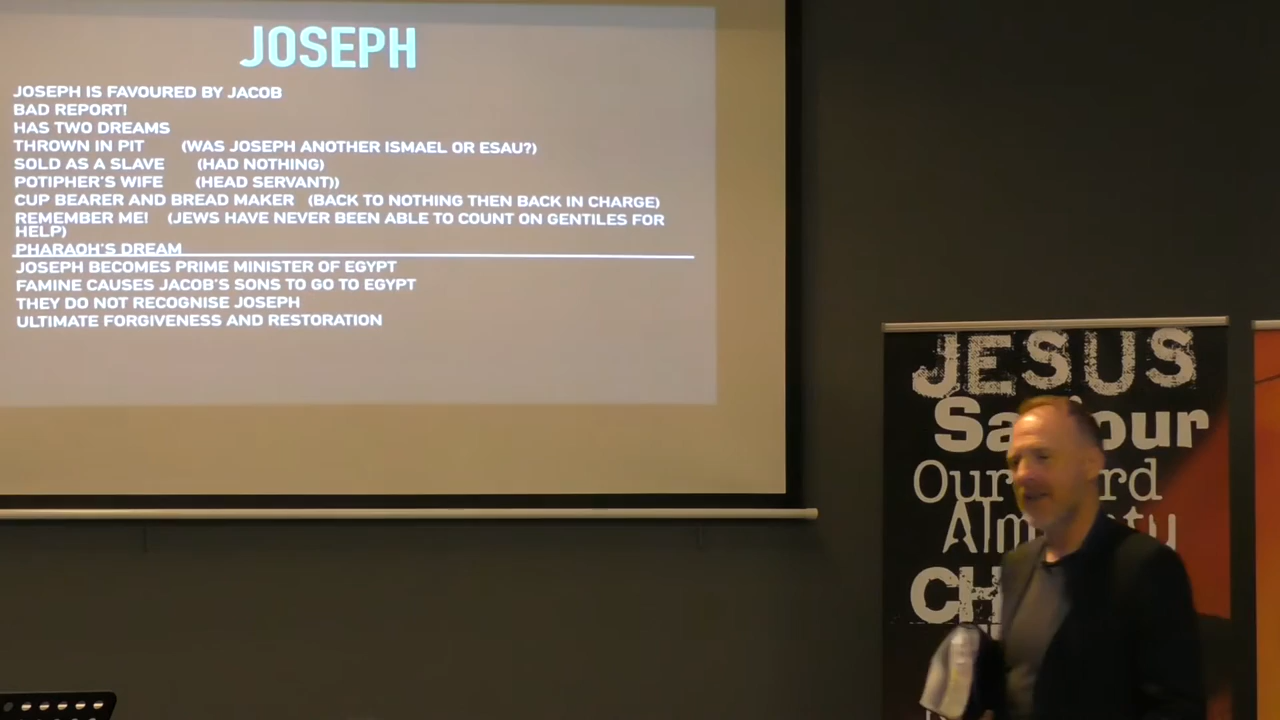 JOSEPH
JOSEPH IS FAVOURED BY JACOB
BAD REPORT!
HAS TWO DREAMS
THROWN IN PIT (WAS JOSEPH ANOTHER ISMAEL OR ESAU?)
SOLD AS A SLAVE (HAD NOTHING)
POTIPHER'S WIFE (HEAD SERVANT))
CUP BEARER AND BREAD MAKER (BACK TO NOTHING THEN BACK IN CHARGE)
REMEMBER ME! (JEWS HAVE NEVER BEEN ABLE TO COUNT ON GENTILES FOR
HELP)
PHARAOH'S DREAM
JOSEPH BECOMES PRIME MINISTER OF EGYPT
FAMINE CAUSES JACOB'S SONS TO GO TO EGYPT
THEY DO NOT RECOGNISE JOSEPH
ULTIMATE FORGIVENESS AND RESTORATION
JESUS
Our